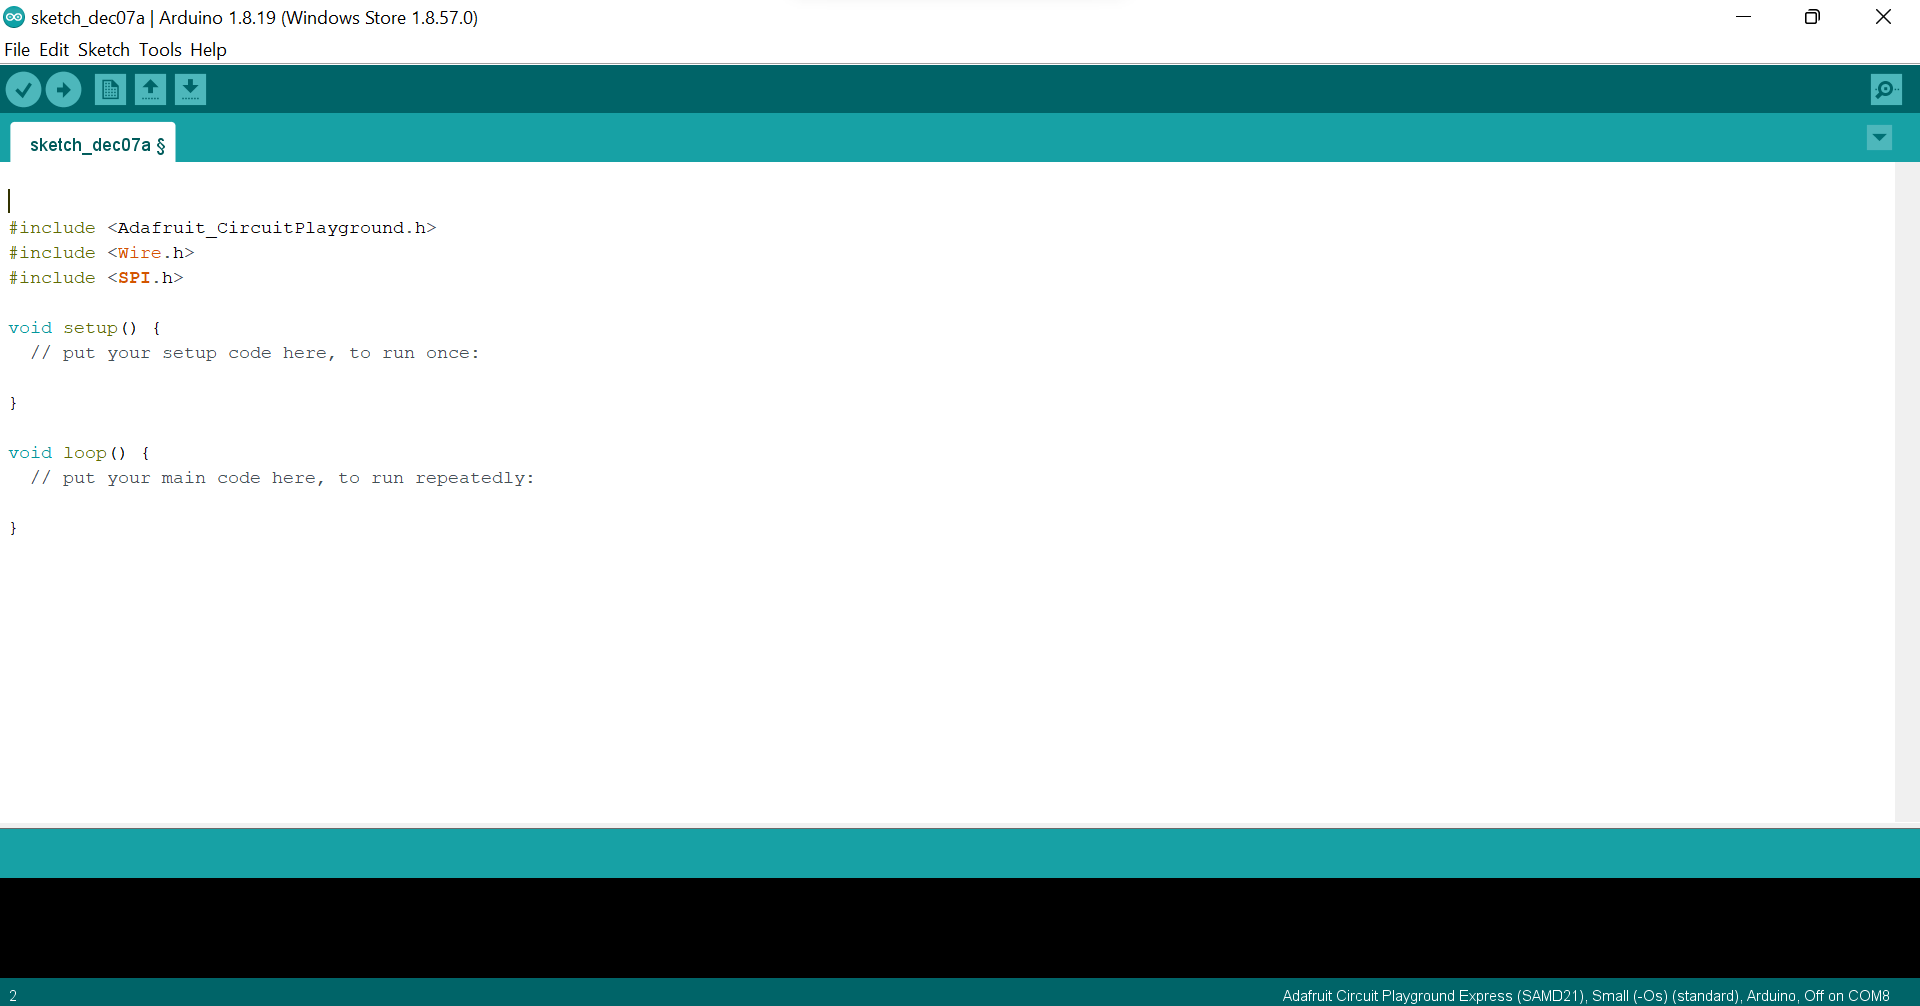 sketch_dec07a | Arduino 1.8.19 (Windows Store 1.8.57.0)
File Edit Sketch Tools Help
sketch_dec07a §
#include <Adafruit_CircuitPlayground.h>
#include <Wire.h>
#include <SPI.h>
void setup() {
  // put your setup code here, to run once:
}
void loop() {
  // put your main code here, to run repeatedly:
}
2
Adafruit Circuit Playground Express (SAMD21), Small (-Os) (standard), Arduino, Off on COM8